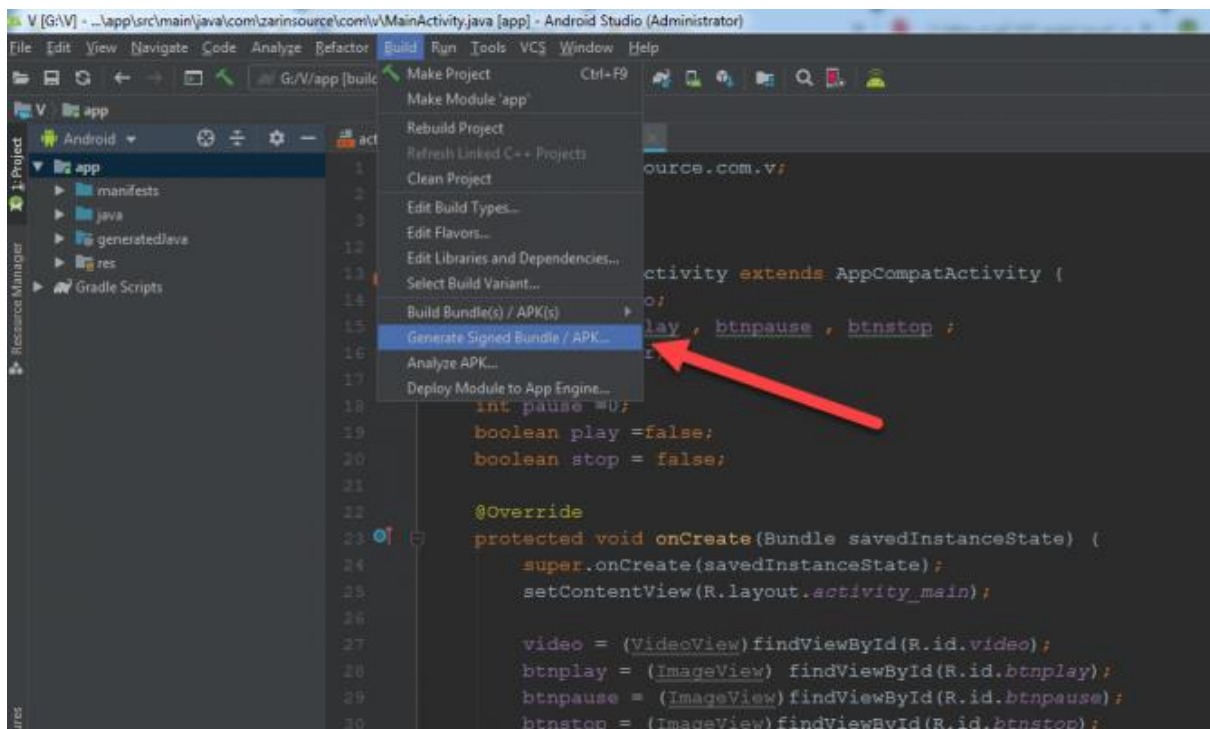 V [G:\V] - ...\app\src\main\java\com\zarinsource\com\v\MainActivity.java [app] - Android Studio (Administrator)
File Edit View Navigate Code Analyze Refactor Build Run Tools VCS Window Help
G:/V/app [build
V app
Android
act
1: Project
Resource Manager
app
manifests
java
generatedJava
res
Gradle Scripts
Make Project Ctrl+F9
Make Module 'app'
Rebuild Project
Refresh Linked C++ Projects
Clean Project
Edit Build Types...
Edit Flavors...
Edit Libraries and Dependencies...
Select Build Variant...
Build Bundle(s) / APK(s)
Generate Signed Bundle / APK...
Analyze APK...
Deploy Module to App Engine...
1 ource.com.v;
2
3
12
13 ctivity extends AppCompatActivity {
14 o;
15 lay , btnpause , btnstop ;
16 r;
17
18 int pause =0;
19 boolean play =false;
20 boolean stop = false;
21
22 @Override
23 protected void onCreate(Bundle savedInstanceState) {
24 super.onCreate(savedInstanceState);
25 setContentView(R.layout.activity_main);
26
27 video = (VideoView)findViewById(R.id.video);
28 btnplay = (ImageView) findViewById(R.id.btnplay);
29 btnpause = (ImageView)findViewById(R.id.btnpause);
30 btnstop = (ImageView)findViewById(R.id.btnstop);